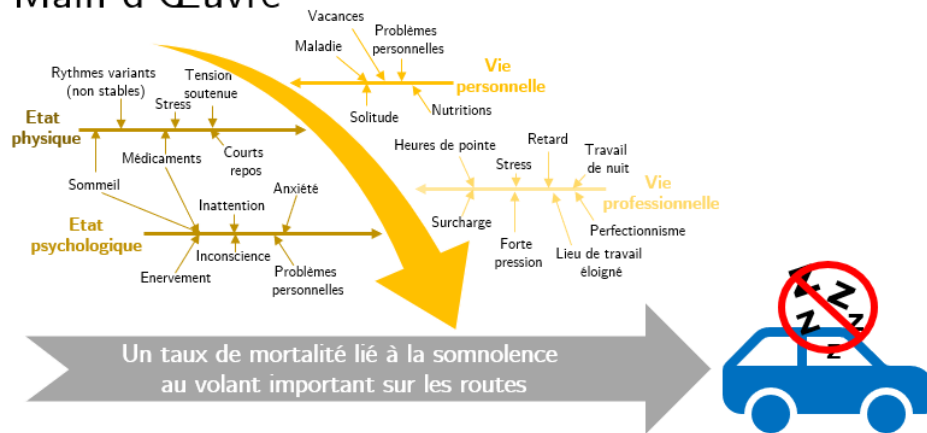 Main d'Œuvre
Vacances
Problèmes
personnelles
Maladie
Vie
personnelle
Solitude
Nutritions
Rythmes variants
(non stables)
Tension
soutenue
Stress
Etat
physique
Médicaments
Courts
repos
Sommeil
Heures de pointe
Retard
Stress
Travail
de nuit
Vie
professionnelle
Surcharge
Forte
pression
Perfectionnisme
Lieu de travail
éloigné
Anxiété
Inattention
Etat
psychologique
Inconscience
Enervement
Problèmes
personnelles
Un taux de mortalité lié à la somnolence
au volant important sur les routes
Z
Z
Z
Z
Z